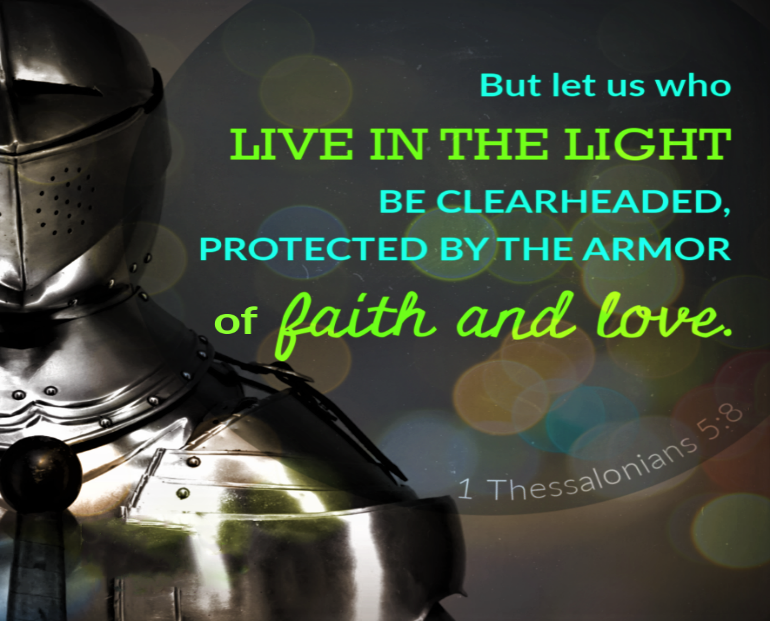 But let us who
LIVE IN THE LIGHT
BE CLEARHEADED,
PROTECTED BY THE ARMOR
of faith and love.
1 Thessalonians 5:8